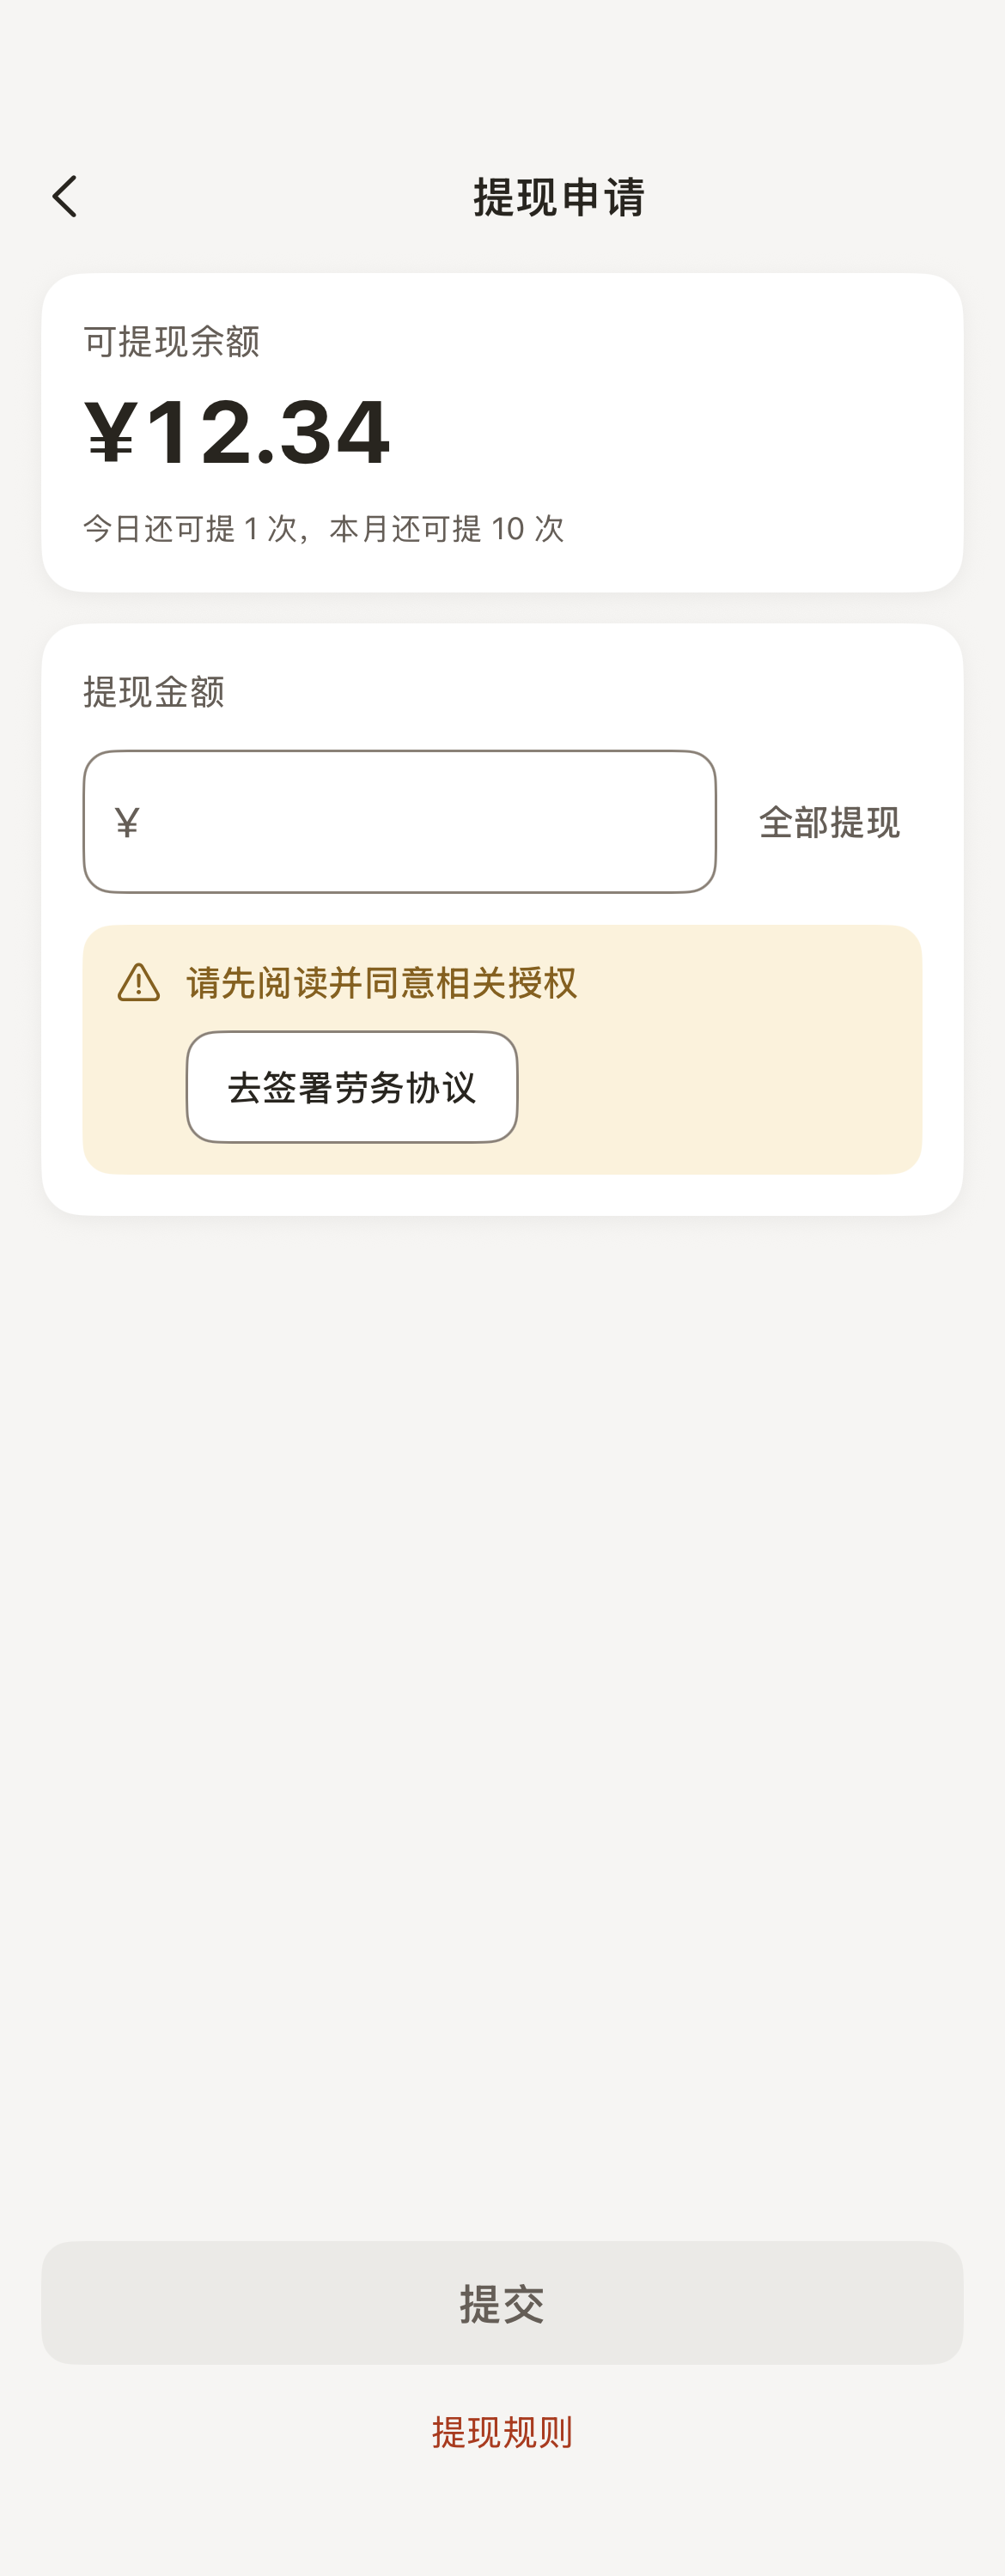 提现申请
可提现余额
¥12.34
今日还可提 1 次，本月还可提 10 次
提现金额
¥
全部提现
请先阅读并同意相关授权
去签署劳务协议
提交
提现规则